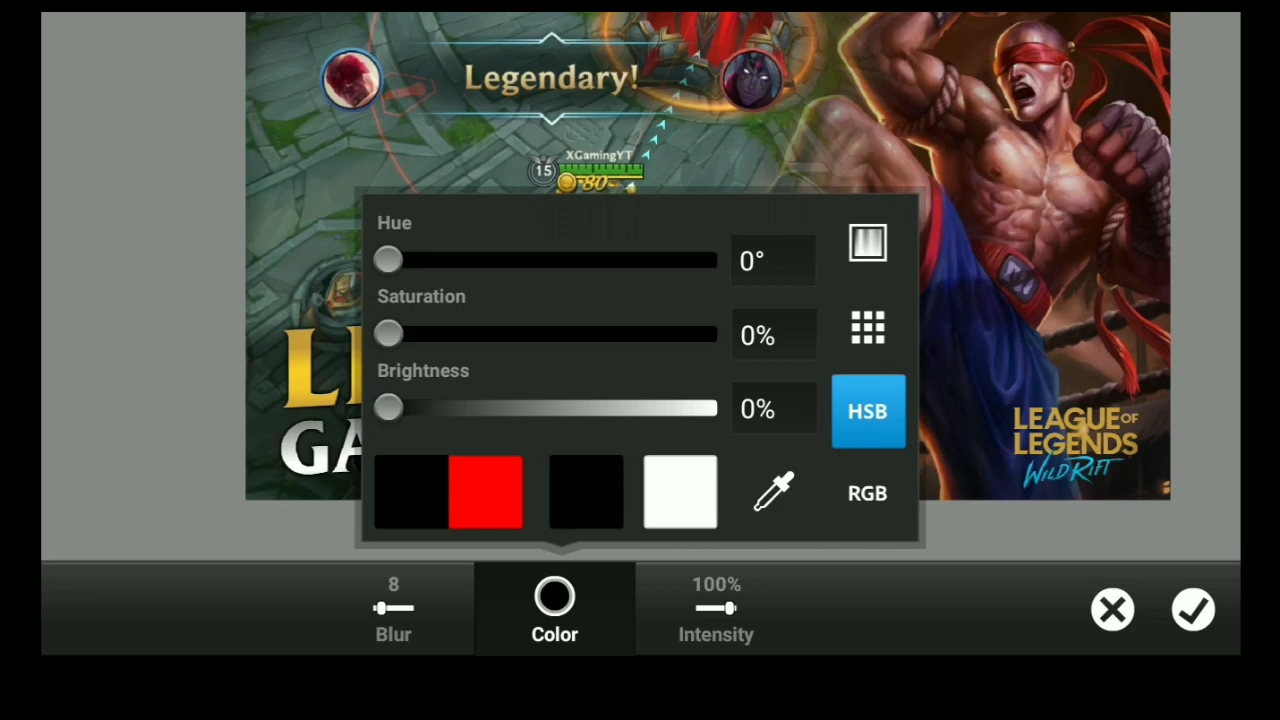 Legendary!
XGamingYT
15
80
Hue
0°
Saturation
0%
Brightness
0%
HSB
RGB
GA
LEAGUE OF
LEGENDS
WILD RIFT
8
Blur
Color
100%
Intensity